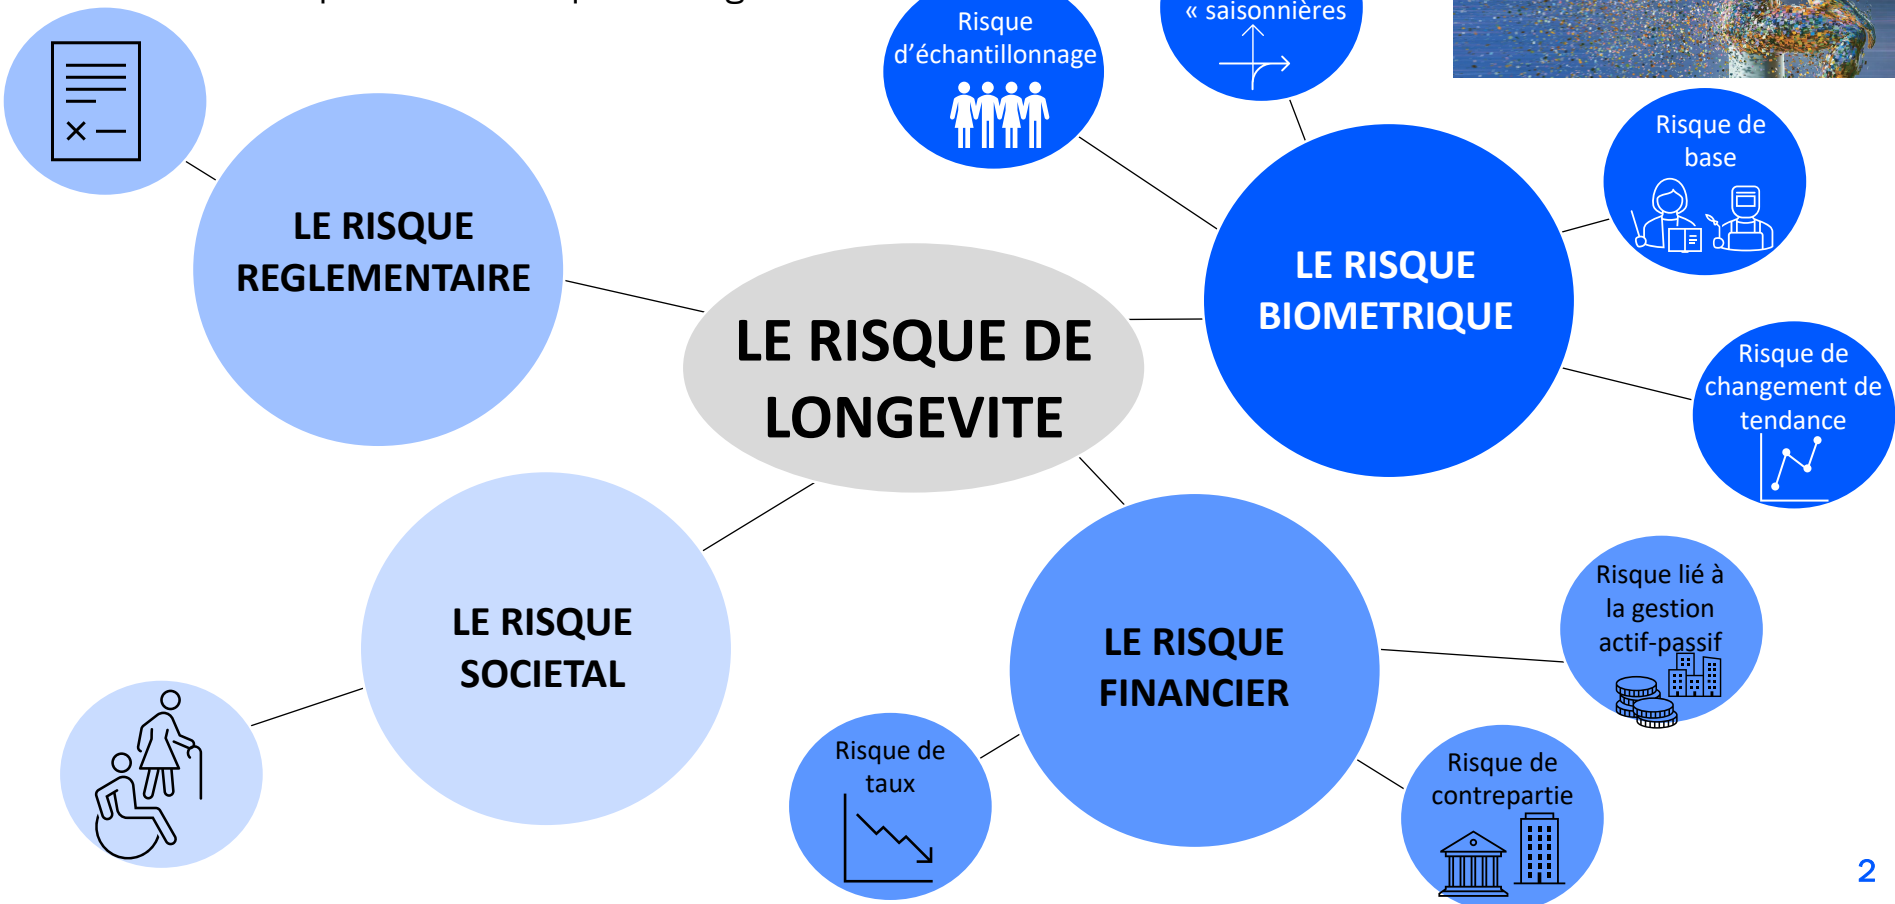 Risque
d'échantillonnage
« saisonnières
Risque de
base
LE RISQUE
REGLEMENTAIRE
LE RISQUE
BIOMETRIQUE
LE RISQUE DE
LONGEVITE
Risque de
changement de
tendance
LE RISQUE
SOCIETAL
LE RISQUE
FINANCIER
Risque lié à
la gestion
actif-passif
Risque de
taux
Risque de
contrepartie
2